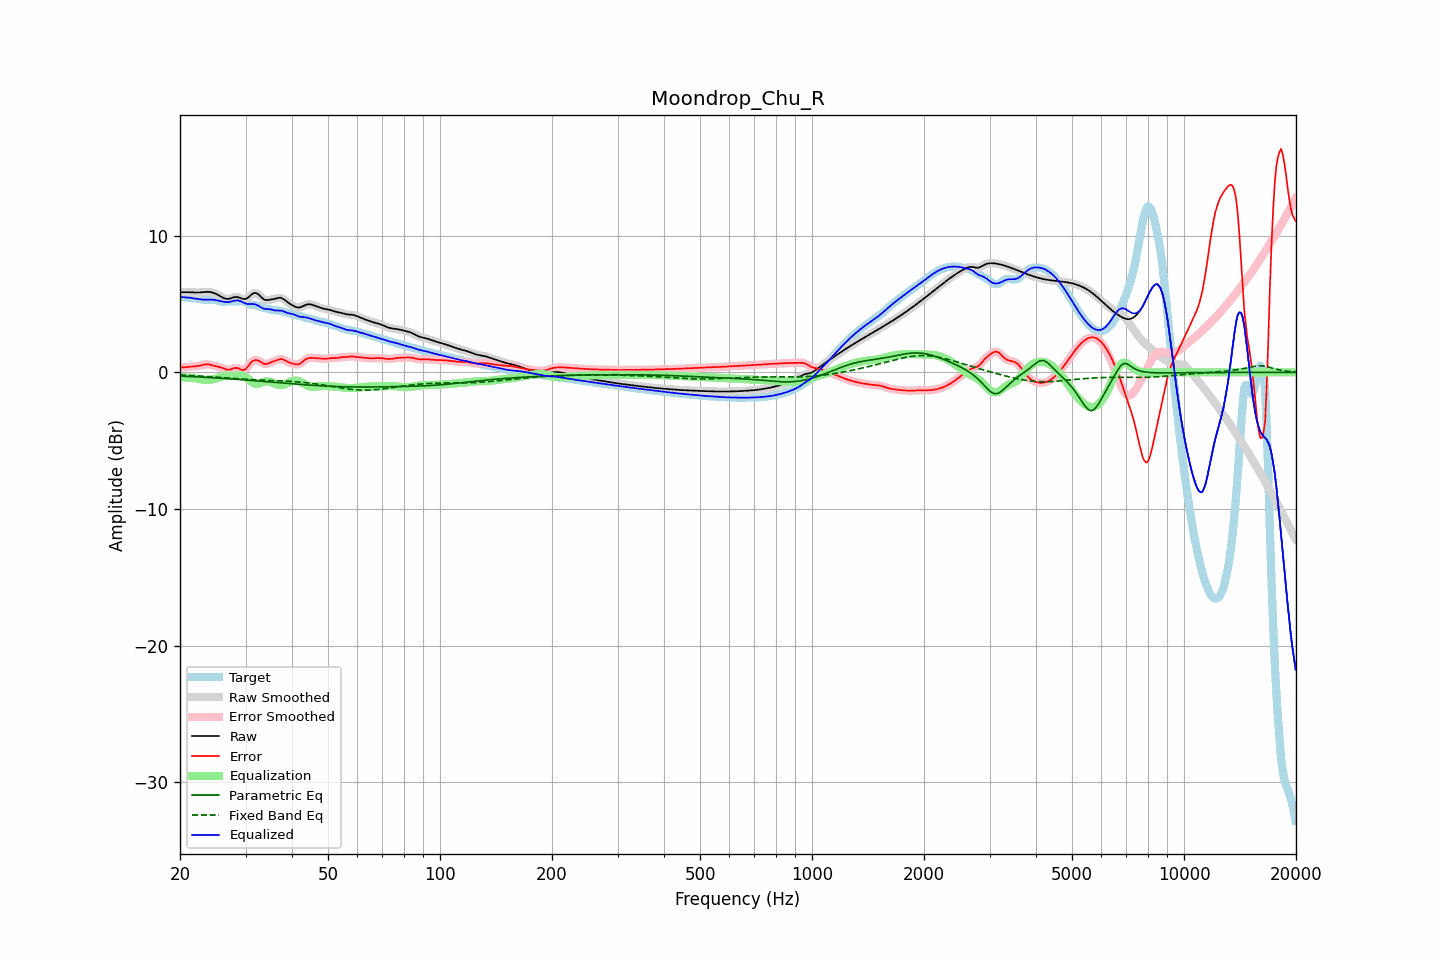 Moondrop_Chu_R
Amplitude (dBr)
10
0
−10
−20
−30
Target
Raw Smoothed
Error Smoothed
Raw
Error
Equalization
Parametric Eq
Fixed Band Eq
Equalized
20 50 100 200 500 1000 2000 5000 10000 20000
Frequency (Hz)